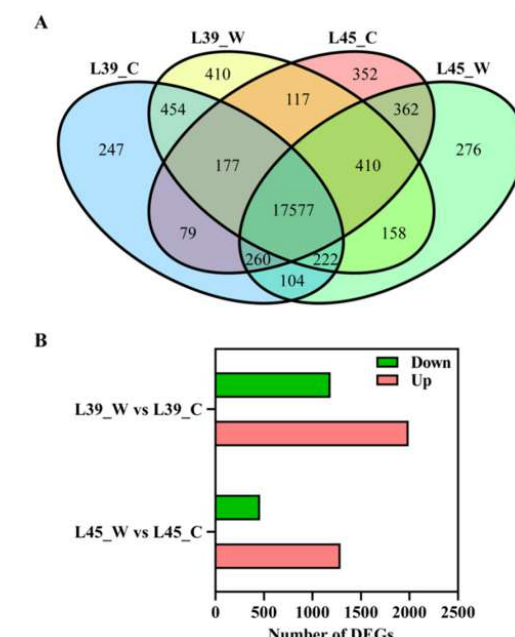 A
L39_W
L45_C
L39_C
L45_W
410
352
454
117
362
247
177
410
276
79
17577
158
260
222
104
B
Down
Up
L39_W vs L39_C
L45_W vs L45_C
0 500 1000 1500 2000 2500
Number of DEGs